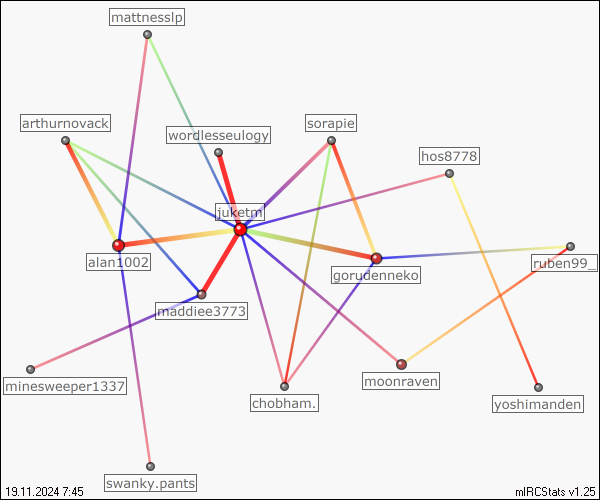 mattnesslp
arthurnovack
wordlesseulogy
sorapie
hos8778
juketm
alan1002
gorudenneko
ruben99_
maddiee3773
minesweeper1337
chobham.
moonraven
yoshimanden
swanky.pants
19.11.2024 7:45
mIRCStats v1.25